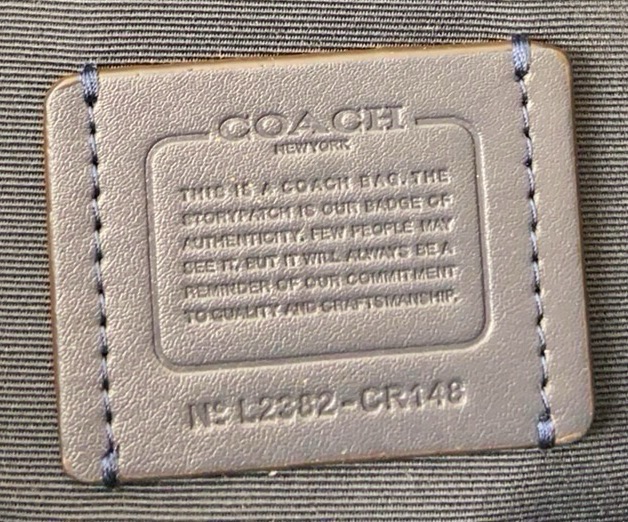 COACH
NEW YORK
THIS IS A COACH BAG. THE
STORYPATCH IS OUR BADGE OF
AUTHENTICITY. FEW PEOPLE MAY
SEE IT, BUT IT WILL ALWAYS BE A
REMINDER OF OUR COMMITMENT
TO QUALITY AND CRAFTSMANSHIP.
Nº L2382-CR148